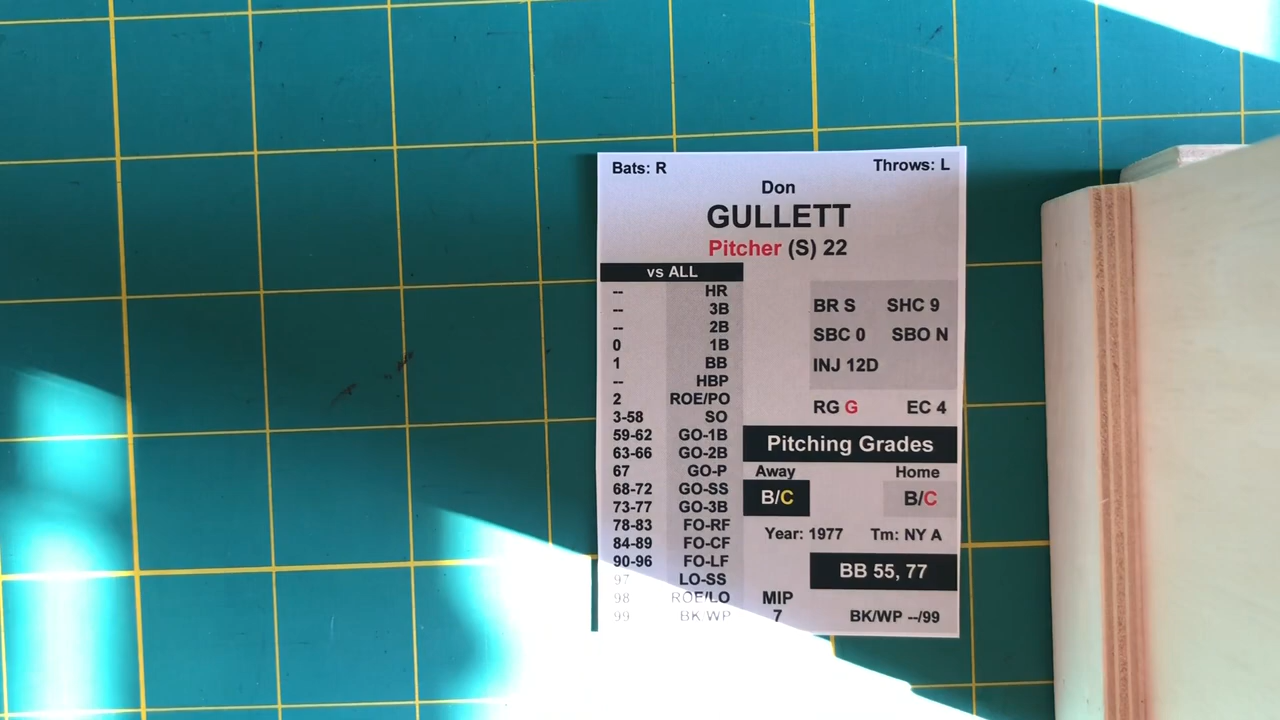 Bats: R Throws: L
Don
GULLETT
Pitcher (S) 22
vs ALL
-- HR
-- 3B
-- 2B
0 1B
1 BB
-- HBP
2 ROE/PO
3-58 SO
59-62 GO-1B
63-66 GO-2B
67 GO-P
68-72 GO-SS
73-77 GO-3B
78-83 FO-RF
84-89 FO-CF
90-96 FO-LF
97 LO-SS
98 ROE/LO
99 BK/WP
BR S SHC 9
SBC 0 SBO N
INJ 12D
RG G EC 4
Pitching Grades
Away Home
B/C B/C
Year: 1977 Tm: NY A
BB 55, 77
MIP
7 BK/WP --/99